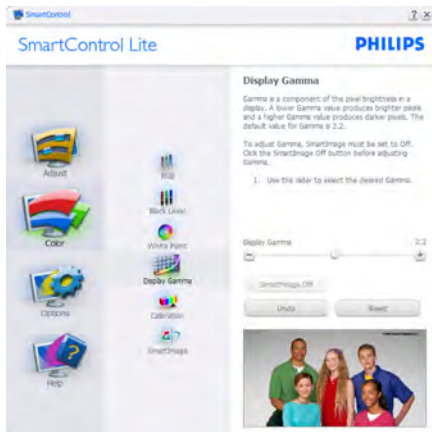 SmartControl
SmartControl Lite
PHILIPS
Adjust
Color
Options
Help
RGB
Black Level
White Point
Display Gamma
Calibration
SmartImage
Display Gamma
Gamma is a component of the pixel brightness in a
display. A lower Gamma value produces brighter pixels
and a higher Gamma value produces darker pixels. The
default value for Gamma is 2.2.
To adjust Gamma, SmartImage must be set to Off.
Click the SmartImage Off button before adjusting
Gamma.
1. Use the slider to select the desired Gamma.
Display Gamma 2.2
SmartImage Off
Undo Reset